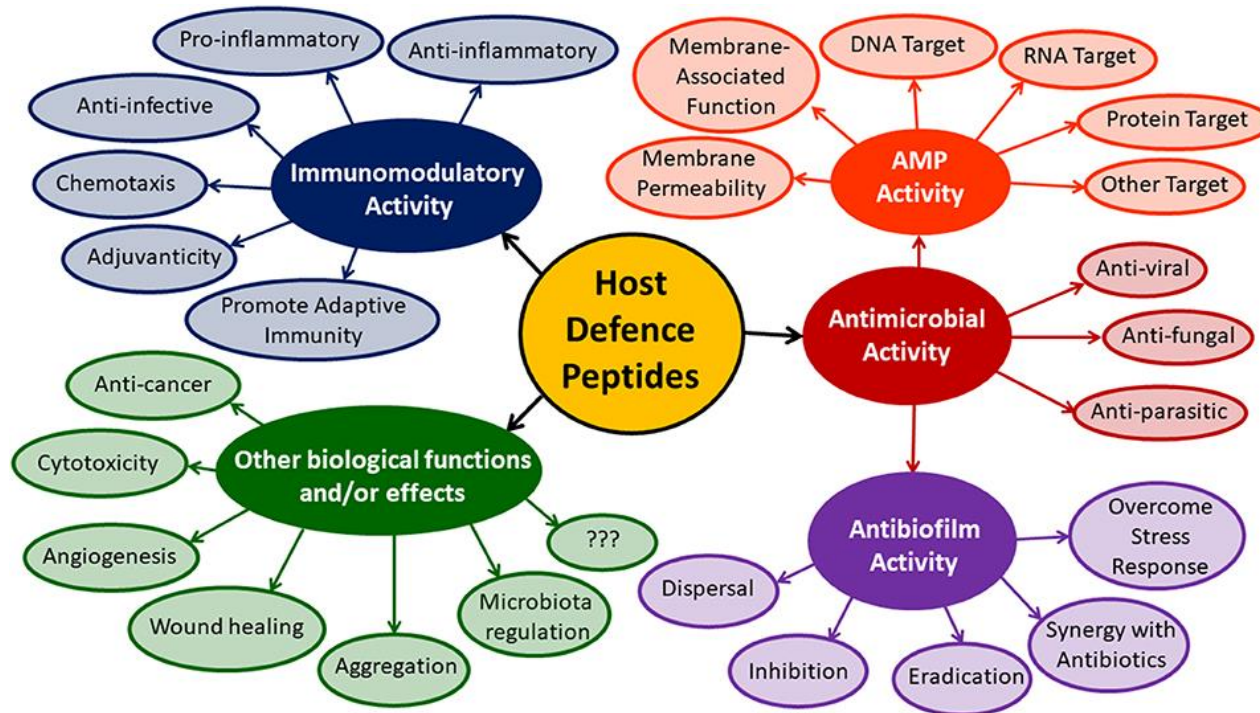 Pro-inflammatory
Anti-inflammatory
Anti-infective
Chemotaxis
Adjuvanticity
Promote Adaptive
Immunity
Immunomodulatory
Activity
Membrane-
Associated
Function
DNA Target
RNA Target
Protein Target
Other Target
Membrane
Permeability
AMP
Activity
Host
Defence
Peptides
Antimicrobial
Activity
Anti-viral
Anti-fungal
Anti-parasitic
Anti-cancer
Cytotoxicity
Angiogenesis
Wound healing
Aggregation
Microbiota
regulation
???
Other biological functions
and/or effects
Antibiofilm
Activity
Overcome
Stress
Response
Dispersal
Inhibition
Eradication
Synergy with
Antibiotics